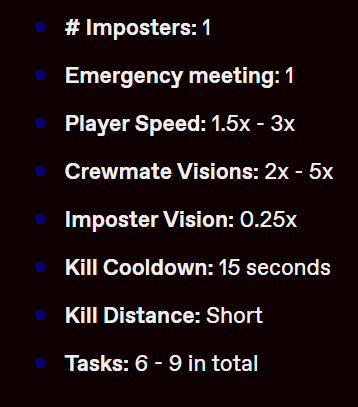 # Imposters: 1
Emergency meeting: 1
Player Speed: 1.5x - 3x
Crewmate Visions: 2x - 5x
Imposter Vision: 0.25x
Kill Cooldown: 15 seconds
Kill Distance: Short
Tasks: 6 - 9 in total